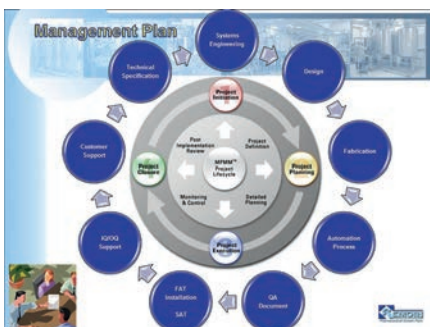 Management Plan
Systems
Engineering
Design
Fabrication
Automation
Process
QA
Document
FAT
Installation
SAT
IQ/OQ
Support
Customer
Support
Technical
Specification
Project
Initiation
Project
Planning
Project
Execution
Project
Closure
Post
Implementation
Review
Project
Definition
Monitoring
& Control
Detailed
Planning
MPMM™
Project
Lifecycle